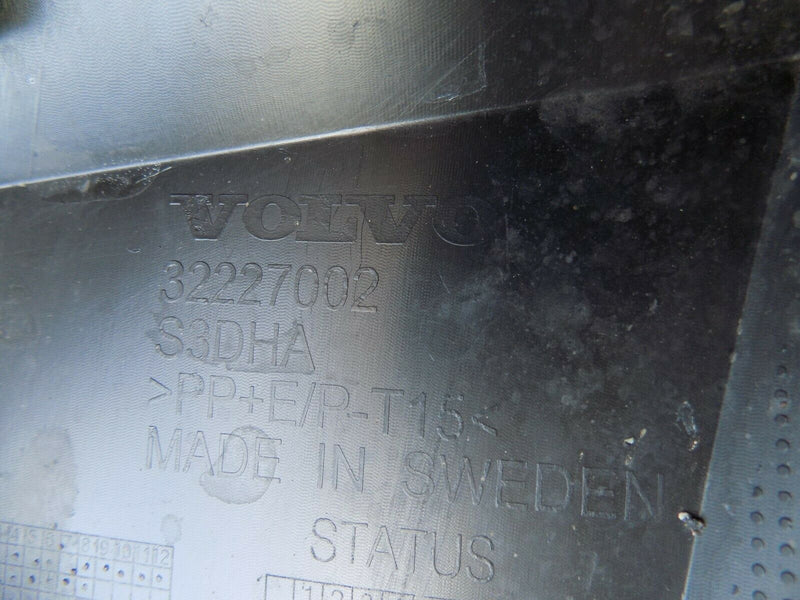 VOLVO
32227002
S3DHA
>PP+E/P-T15<
MADE IN SWEDEN
STATUS